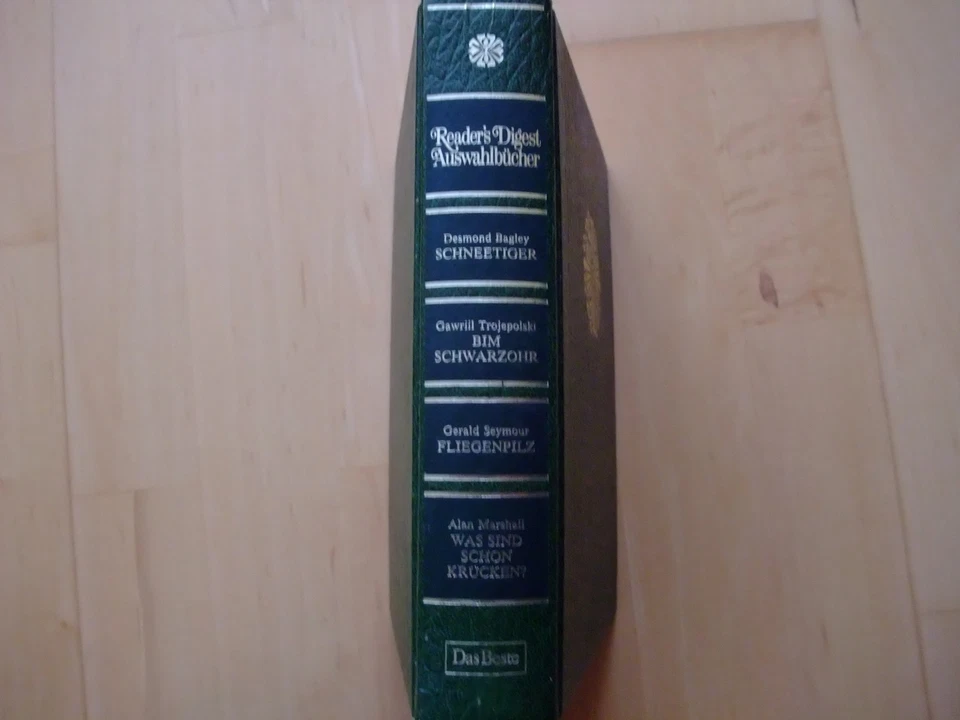 Reader's Digest
Auswahlbücher
Desmond Bagley
SCHNEETIGER
Gawriil Trojepolski
BIM
SCHWARZOHR
Gerald Seymour
FLIEGENPILZ
Alan Marshall
WAS SIND
SCHON
KRÜCKEN?
Das Beste